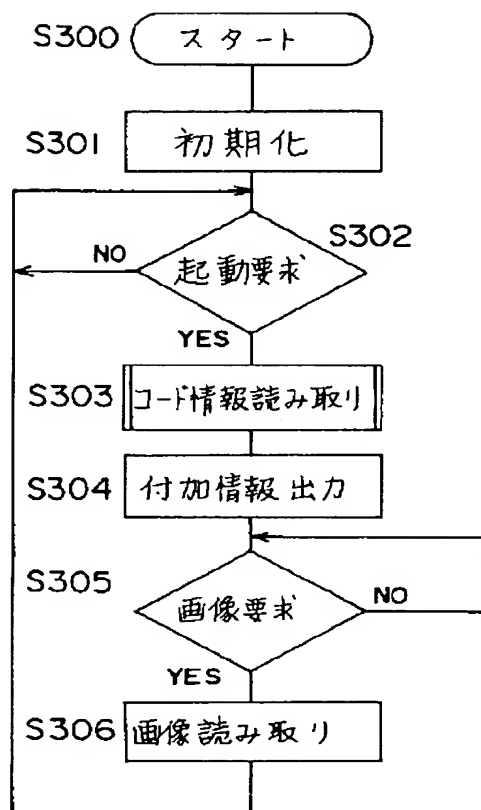 S300 スタート
S301 初期化
S302
NO 起動要求
YES
S303 コード情報読み取り
S304 付加情報出力
S305
画像要求 NO
YES
S306 画像読み取り